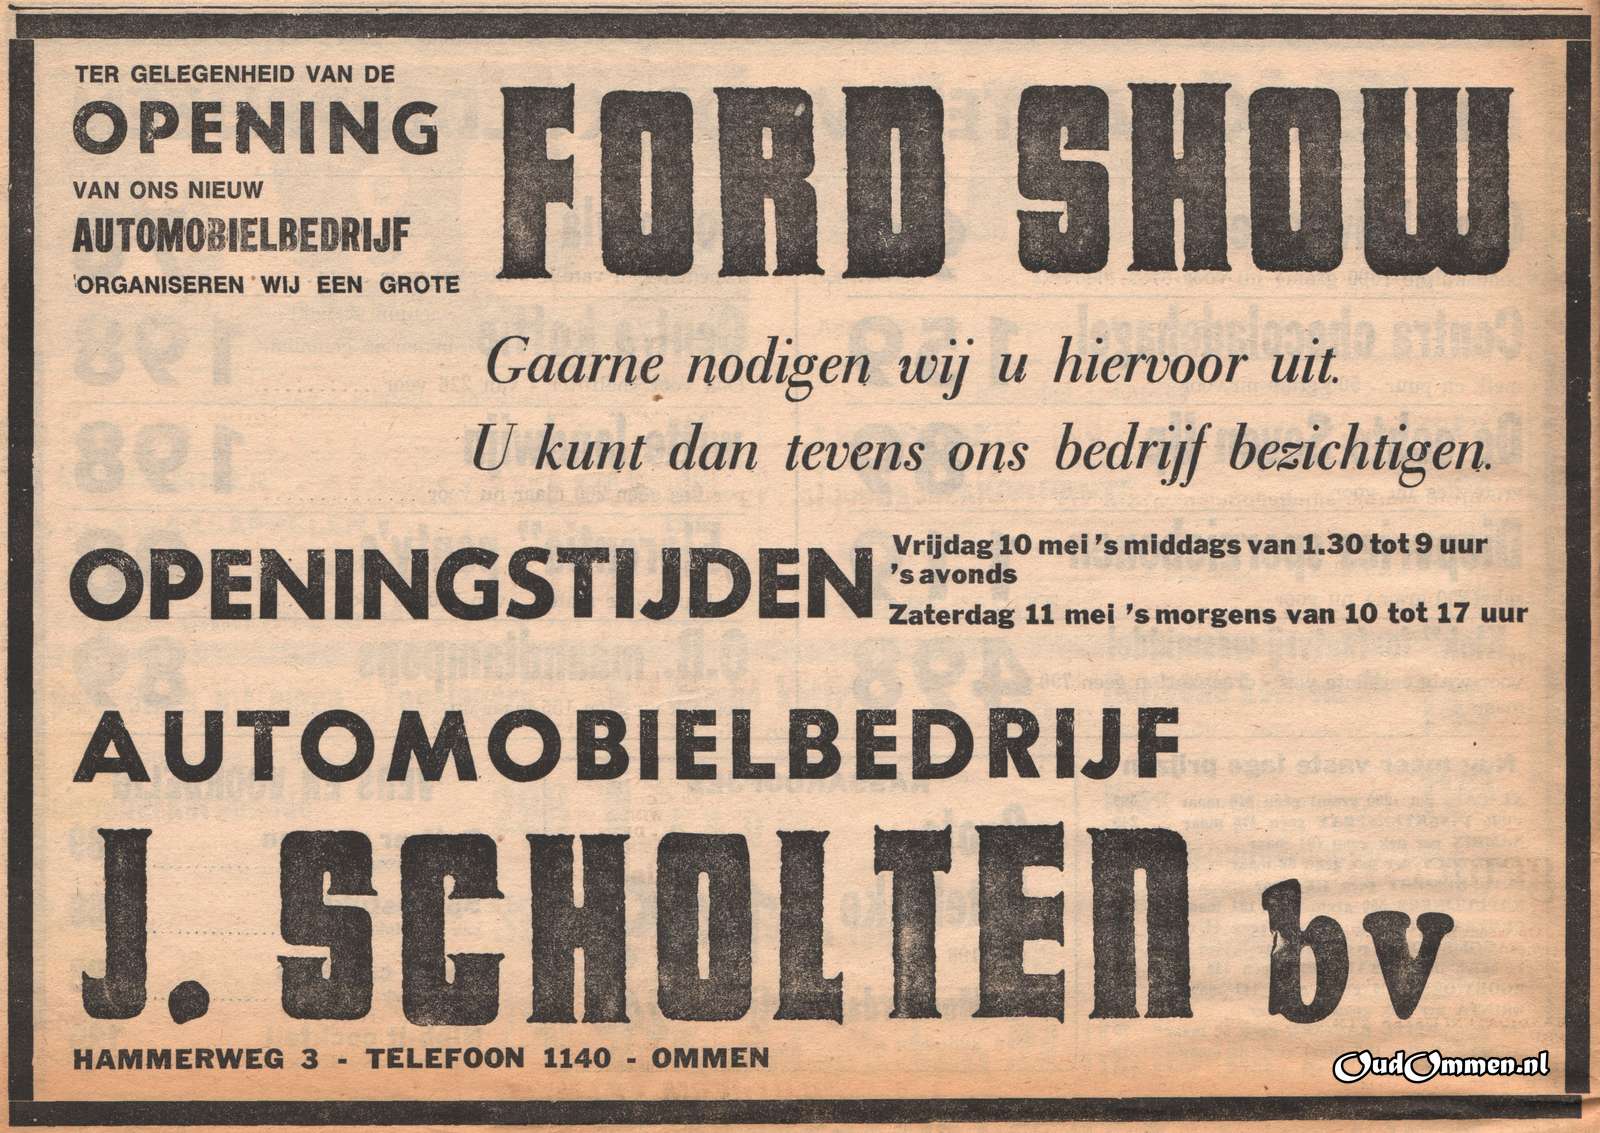 TER GELEGENHEID VAN DE
OPENING
VAN ONS NIEUW
AUTOMOBIELBEDRIJF
ORGANISEREN WIJ EEN GROTE
FORD SHOW
Gaarne nodigen wij u hiervoor uit.
U kunt dan tevens ons bedrijf bezichtigen.
OPENINGSTIJDEN
Vrijdag 10 mei 's middags van 1.30 tot 9 uur
's avonds
Zaterdag 11 mei 's morgens van 10 tot 17 uur
AUTOMOBIELBEDRIJF
J. SCHOLTEN bv
HAMMERWEG 3 - TELEFOON 1140 - OMMEN
OudOmmen.nl